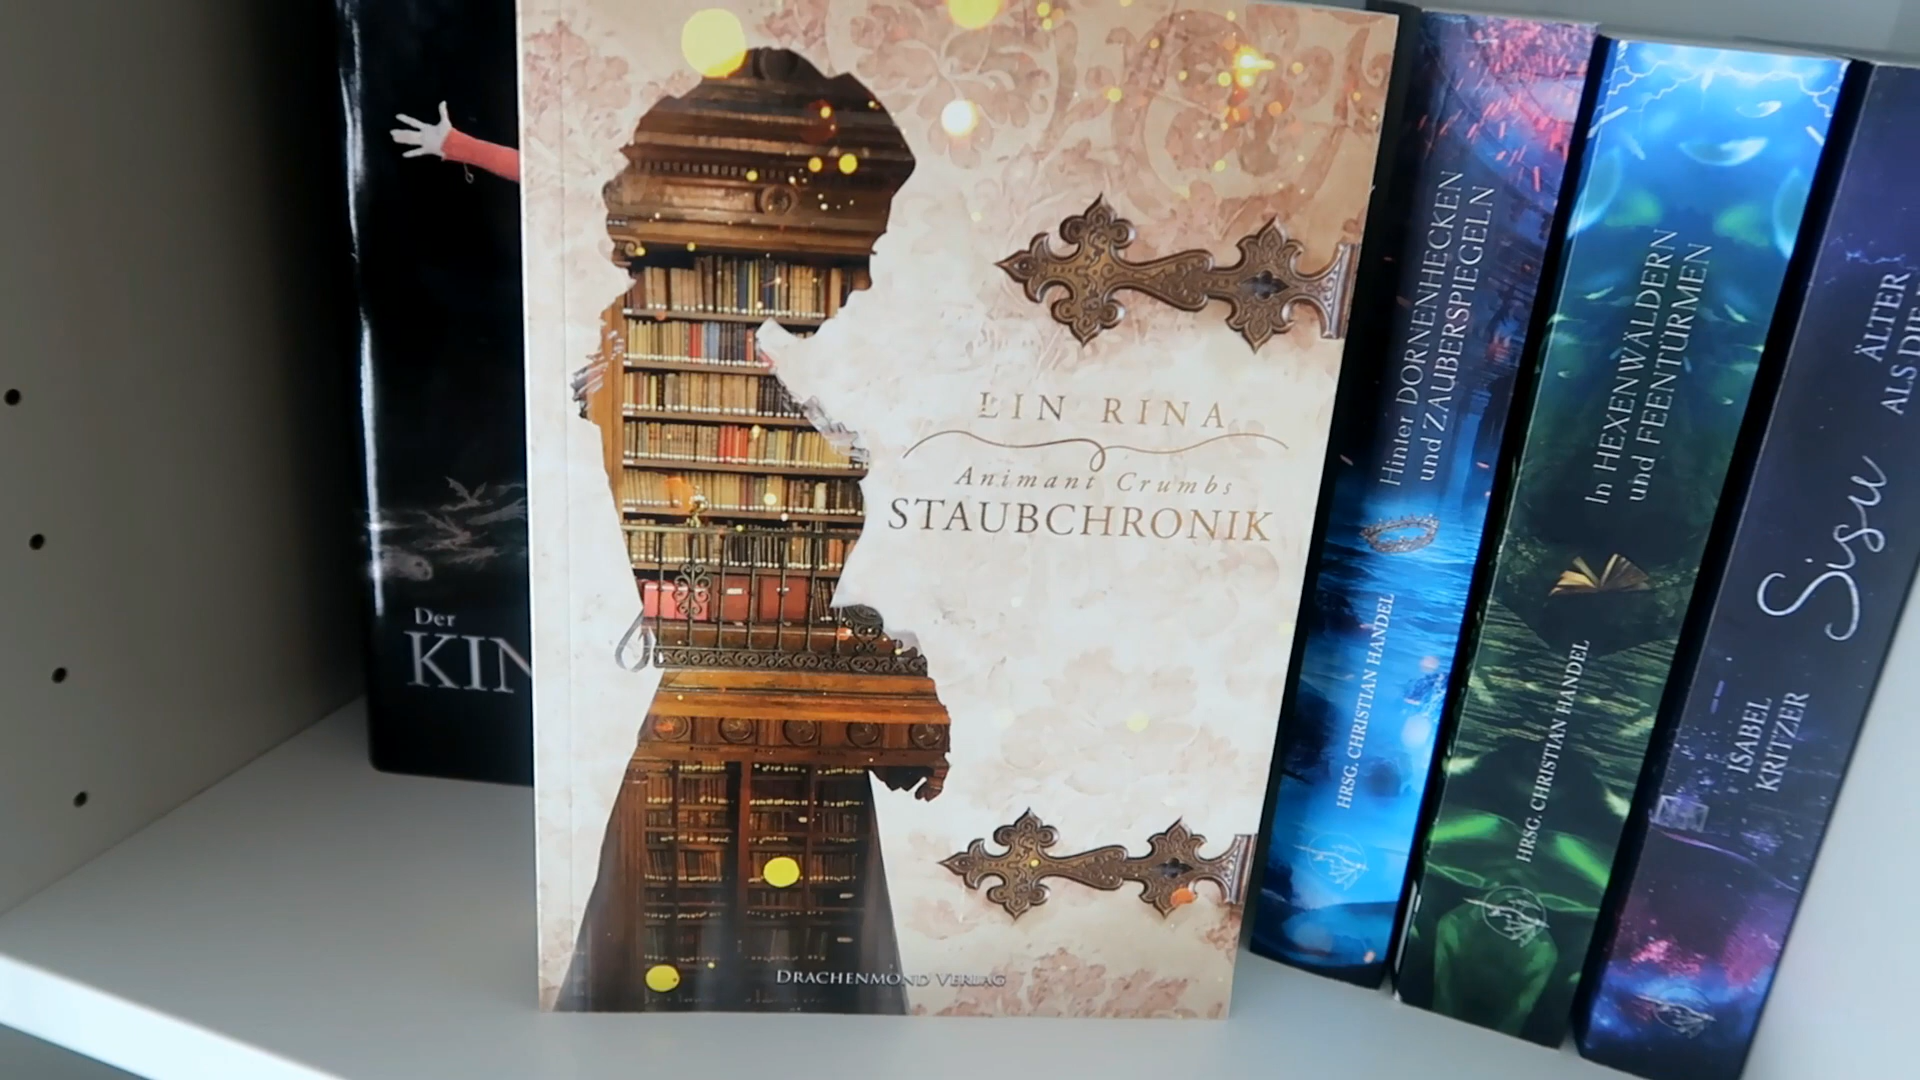 Der
KIN
LIN RINA
Animant Crumbs
STAUBCHRONIK
DRACHENMOND VERLAG
Hinter DORNENHECKEN
und ZAUBERSPIEGELN
HRSG. CHRISTIAN HANDEL
In HEXENWÄLDERN
und FEENTÜRMEN
HRSG. CHRISTIAN HANDEL
ÄLTER
ALS DIE
Sisu
ISABEL
KRITZER